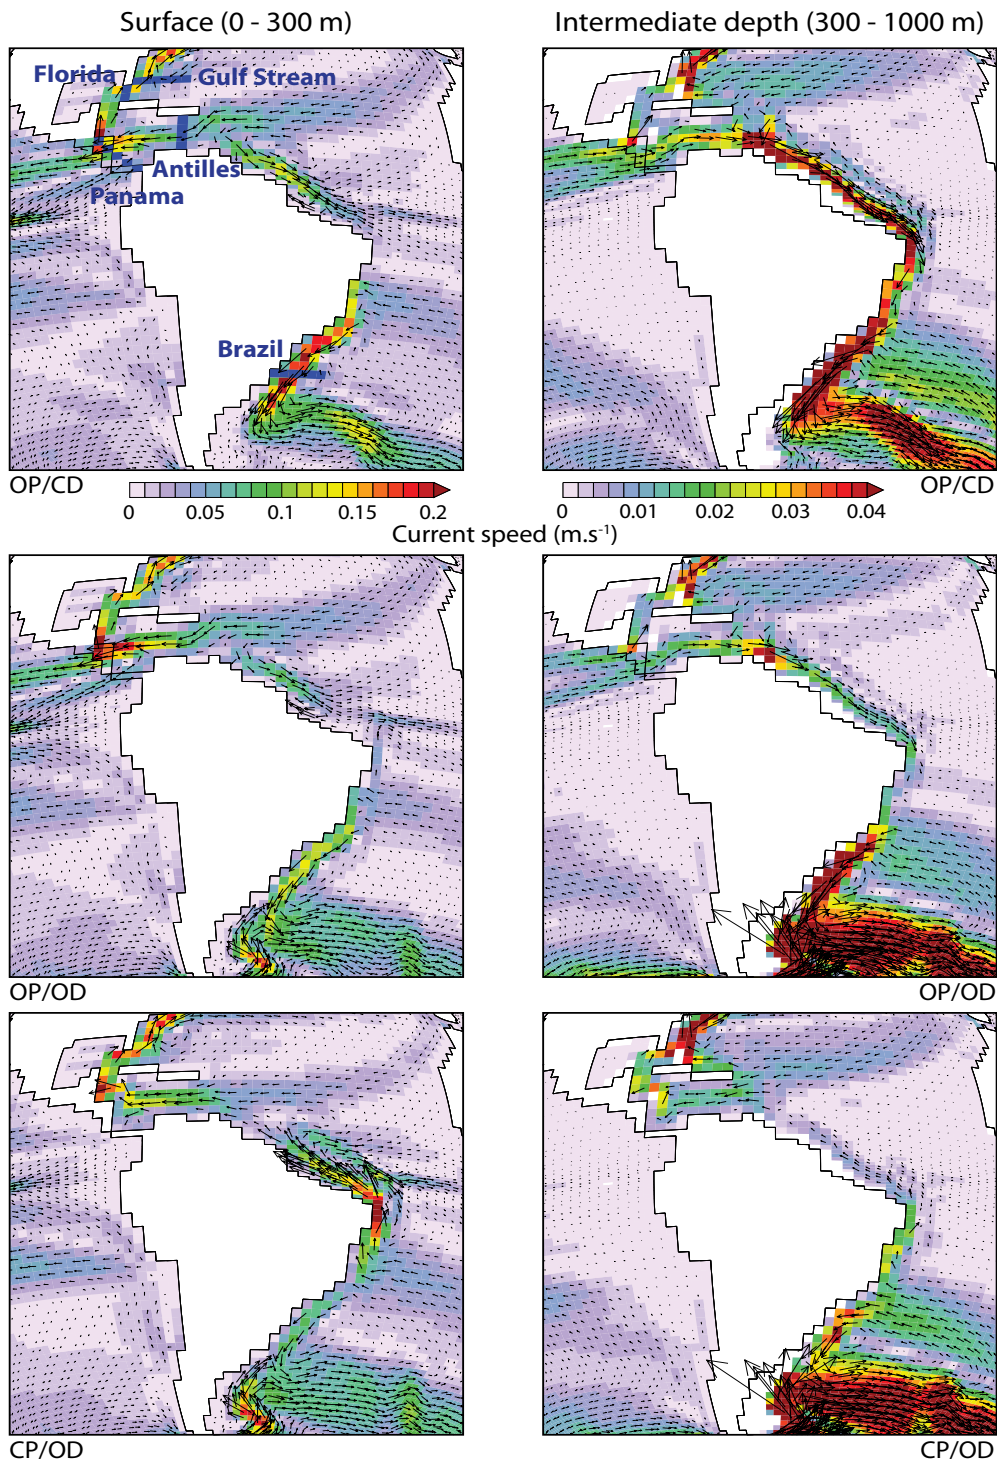 Surface (0 - 300 m)
Intermediate depth (300 - 1000 m)
Florida
Gulf Stream
Antilles
Panama
Brazil
OP/CD
OP/CD
0 0.05 0.1 0.15 0.2
0 0.01 0.02 0.03 0.04
Current speed (m.s⁻¹)
OP/OD
OP/OD
CP/OD
CP/OD